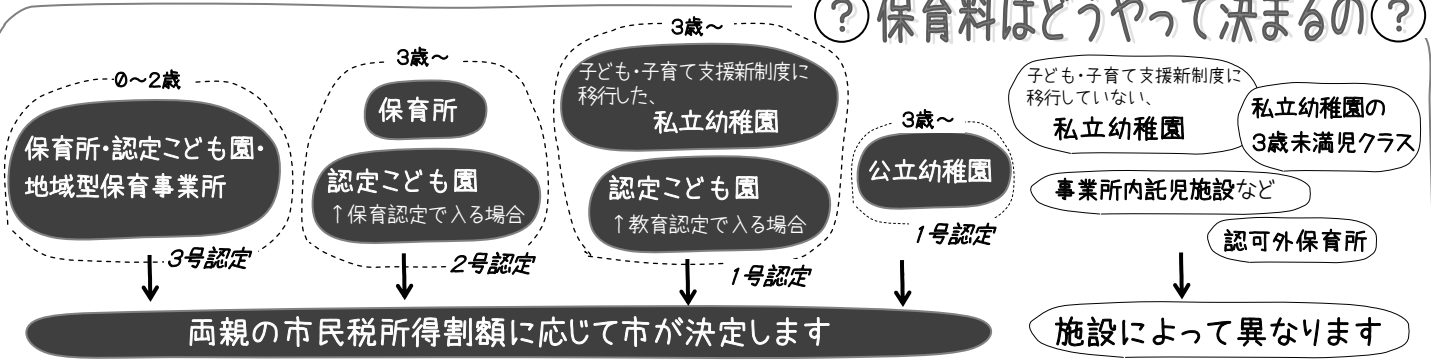 ? 保育料はどうやって決まるの ?
0〜2歳
保育所・認定こども園・
地域型保育事業所
3号認定
3歳〜
保育所
認定こども園
↑保育認定で入る場合
2号認定
3歳〜
子ども・子育て支援新制度に
移行した、
私立幼稚園
認定こども園
↑教育認定で入る場合
1号認定
3歳〜
公立幼稚園
1号認定
両親の市民税所得割額に応じて市が決定します
子ども・子育て支援新制度に
移行していない、
私立幼稚園
私立幼稚園の
3歳未満児クラス
事業所内託児施設など
認可外保育所
施設によって異なります